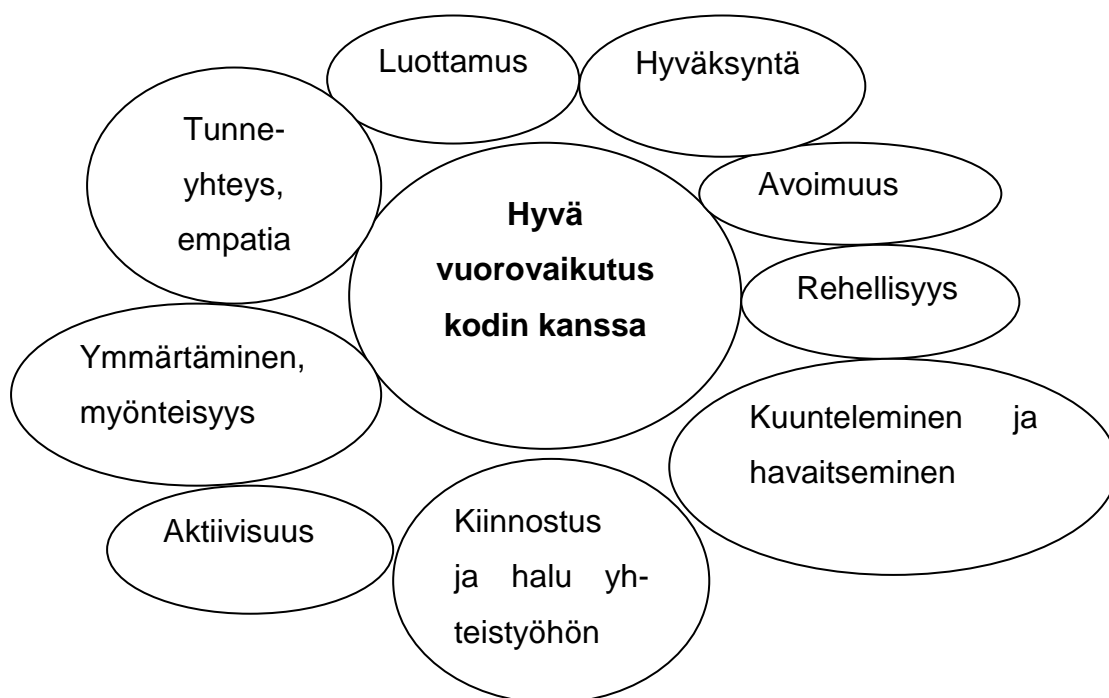 Luottamus
Hyväksyntä
Tunne-
yhteys,
empatia
Avoimuus
Hyvä
vuorovaikutus
kodin kanssa
Rehellisyys
Ymmärtäminen,
myönteisyys
Kuunteleminen ja
havaitseminen
Aktiivisuus
Kiinnostus
ja halu yh-
teistyöhön